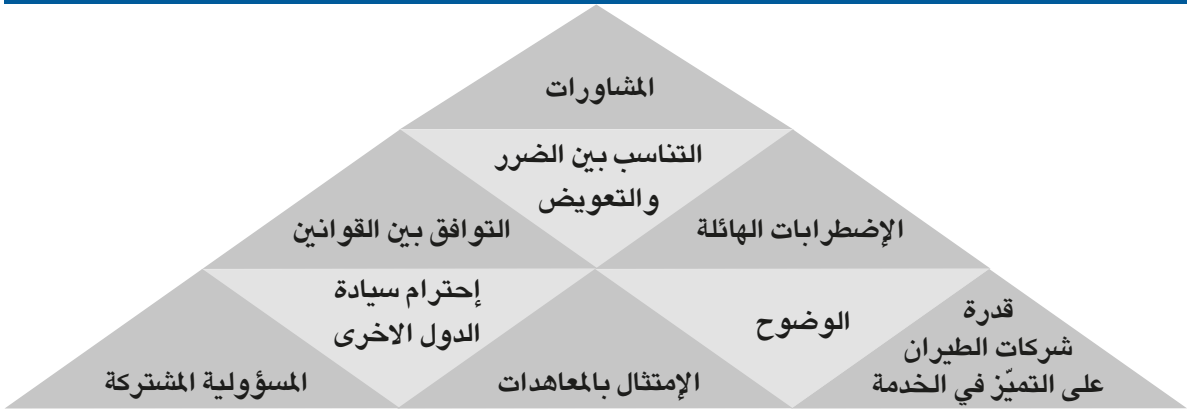 المشاورات
التناسب بين الضرر
والتعويض
الإضطرابات الهائلة
التوافق بين القوانين
قدرة
شركات الطيران
على التميّز في الخدمة
الوضوح
إحترام سيادة
الدول الاخرى
الإمتثال بالمعاهدات
المسؤولية المشتركة